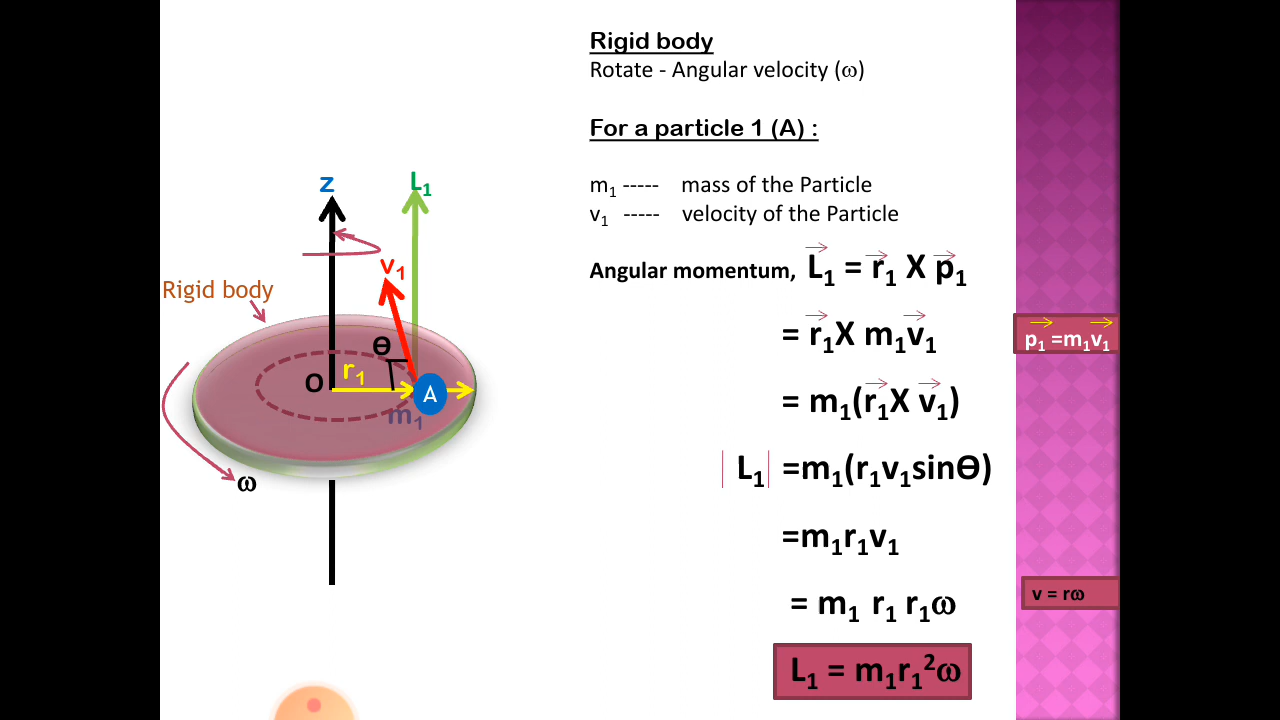 Rigid body
Rotate - Angular velocity (ω)
For a particle 1 (A) :
m₁ ----- mass of the Particle
v₁ ----- velocity of the Particle
Angular momentum, L₁ = r₁ X p₁
= r₁X m₁v₁
p₁ =m₁v₁
= m₁(r₁X v₁)
| L₁| =m₁(r₁v₁sinΘ)
=m₁r₁v₁
= m₁ r₁ r₁ω
v = rω
L₁ = m₁r₁²ω
z
L₁
v₁
Rigid body
Θ
r₁
O
A
m₁
ω